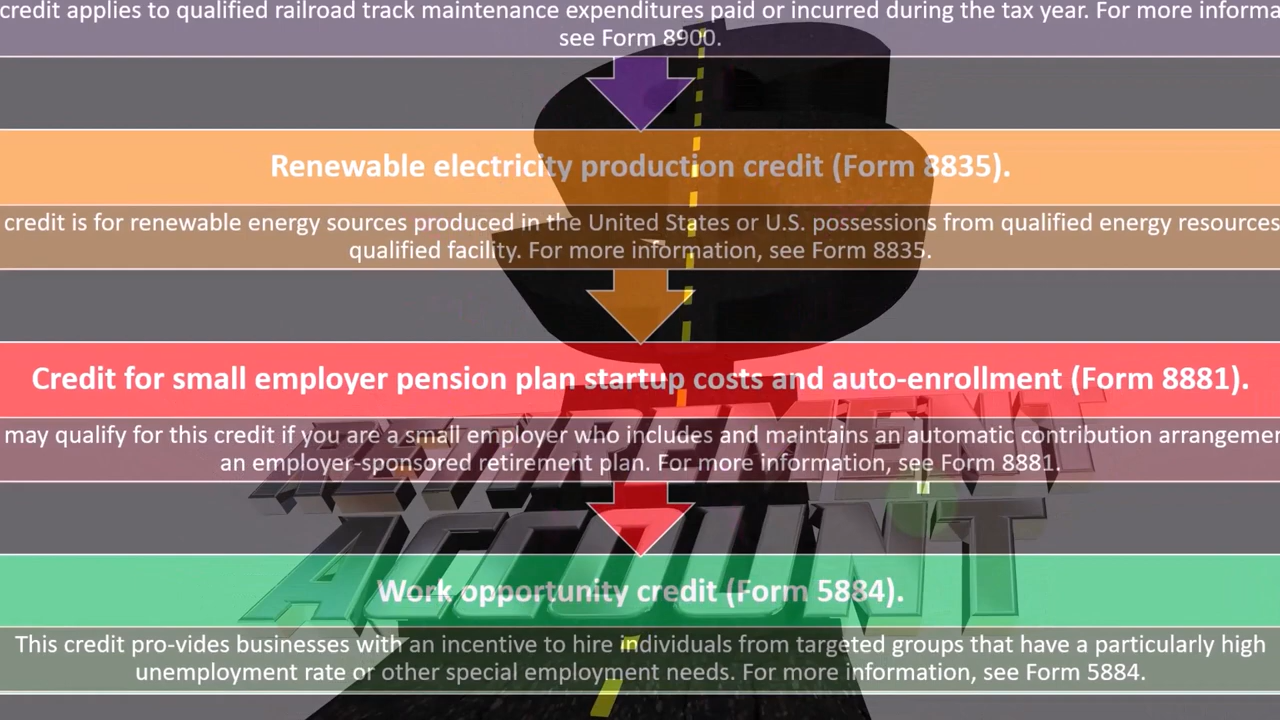 credit applies to qualified railroad track maintenance expenditures paid or incurred during the tax year. For more informa
see Form 8900.
Renewable electricity production credit (Form 8835).
credit is for renewable energy sources produced in the United States or U.S. possessions from qualified energy resources
qualified facility. For more information, see Form 8835.
Credit for small employer pension plan startup costs and auto-enrollment (Form 8881).
may qualify for this credit if you are a small employer who includes and maintains an automatic contribution arrangemen
an employer-sponsored retirement plan. For more information, see Form 8881.
RETIREMENT
ACCOUNT
Work opportunity credit (Form 5884).
This credit pro-vides businesses with an incentive to hire individuals from targeted groups that have a particularly high
unemployment rate or other special employment needs. For more information, see Form 5884.